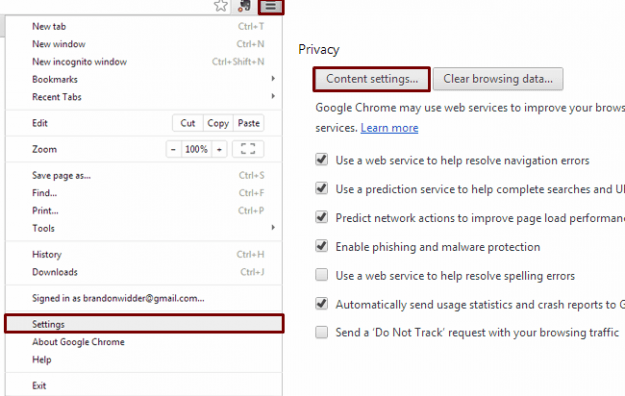 New tab Ctrl+T
New window Ctrl+N
New incognito window Ctrl+Shift+N
Bookmarks
Recent Tabs
Edit Cut Copy Paste
Zoom - 100% +
Save page as... Ctrl+S
Find... Ctrl+F
Print... Ctrl+P
Tools
History Ctrl+H
Downloads Ctrl+J
Signed in as brandonwidder@gmail.com...
Settings
About Google Chrome
Help
Exit
Privacy
Content settings... Clear browsing data...
Google Chrome may use web services to improve your brows
services. Learn more
Use a web service to help resolve navigation errors
Use a prediction service to help complete searches and U
Predict network actions to improve page load performan
Enable phishing and malware protection
Use a web service to help resolve spelling errors
Automatically send usage statistics and crash reports to G
Send a 'Do Not Track' request with your browsing traffic